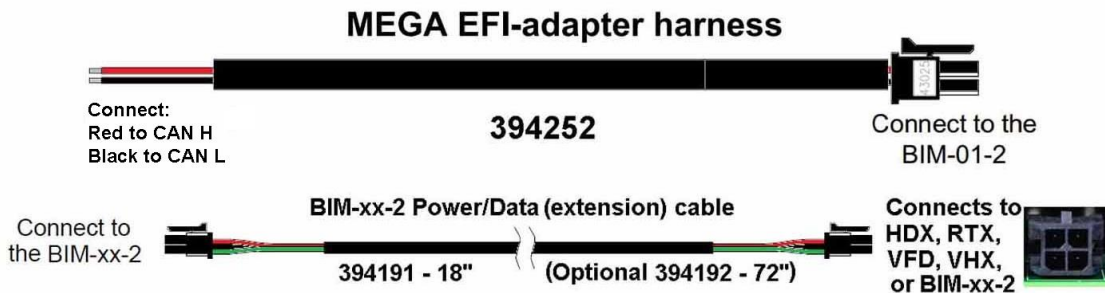 MEGA EFI-adapter harness
43025
Connect:
Red to CAN H
Black to CAN L
394252
Connect to the
BIM-01-2
Connect to
the BIM-xx-2
BIM-xx-2 Power/Data (extension) cable
394191 - 18" (Optional 394192 - 72")
Connects to
HDX, RTX,
VFD, VHX,
or BIM-xx-2